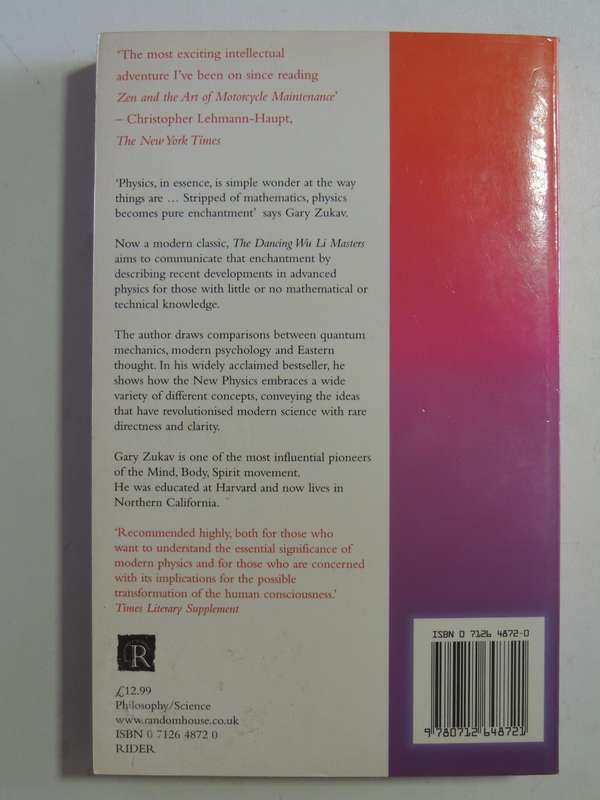 ‘The most exciting intellectual
adventure I’ve been on since reading
Zen and the Art of Motorcycle Maintenance’
– Christopher Lehmann-Haupt,
The New York Times
‘Physics, in essence, is simple wonder at the way
things are ... Stripped of mathematics, physics
becomes pure enchantment’ says Gary Zukav.
Now a modern classic, The Dancing Wu Li Masters
aims to communicate that enchantment by
describing recent developments in advanced
physics for those with little or no mathematical or
technical knowledge.
The author draws comparisons between quantum
mechanics, modern psychology and Eastern
thought. In his widely acclaimed bestseller, he
shows how the New Physics embraces a wide
variety of different concepts, conveying the ideas
that have revolutionised modern science with rare
directness and clarity.
Gary Zukav is one of the most influential pioneers
of the Mind, Body, Spirit movement.
He was educated at Harvard and now lives in
Northern California.
‘Recommended highly, both for those who
want to understand the essential significance of
modern physics and for those who are concerned
with its implications for the possible
transformation of the human consciousness.’
Times Literary Supplement
R
£12.99
Philosophy/Science
www.randomhouse.co.uk
ISBN 0 7126 4872 0
RIDER
ISBN 0 7126 4872-0
9 780712 648721